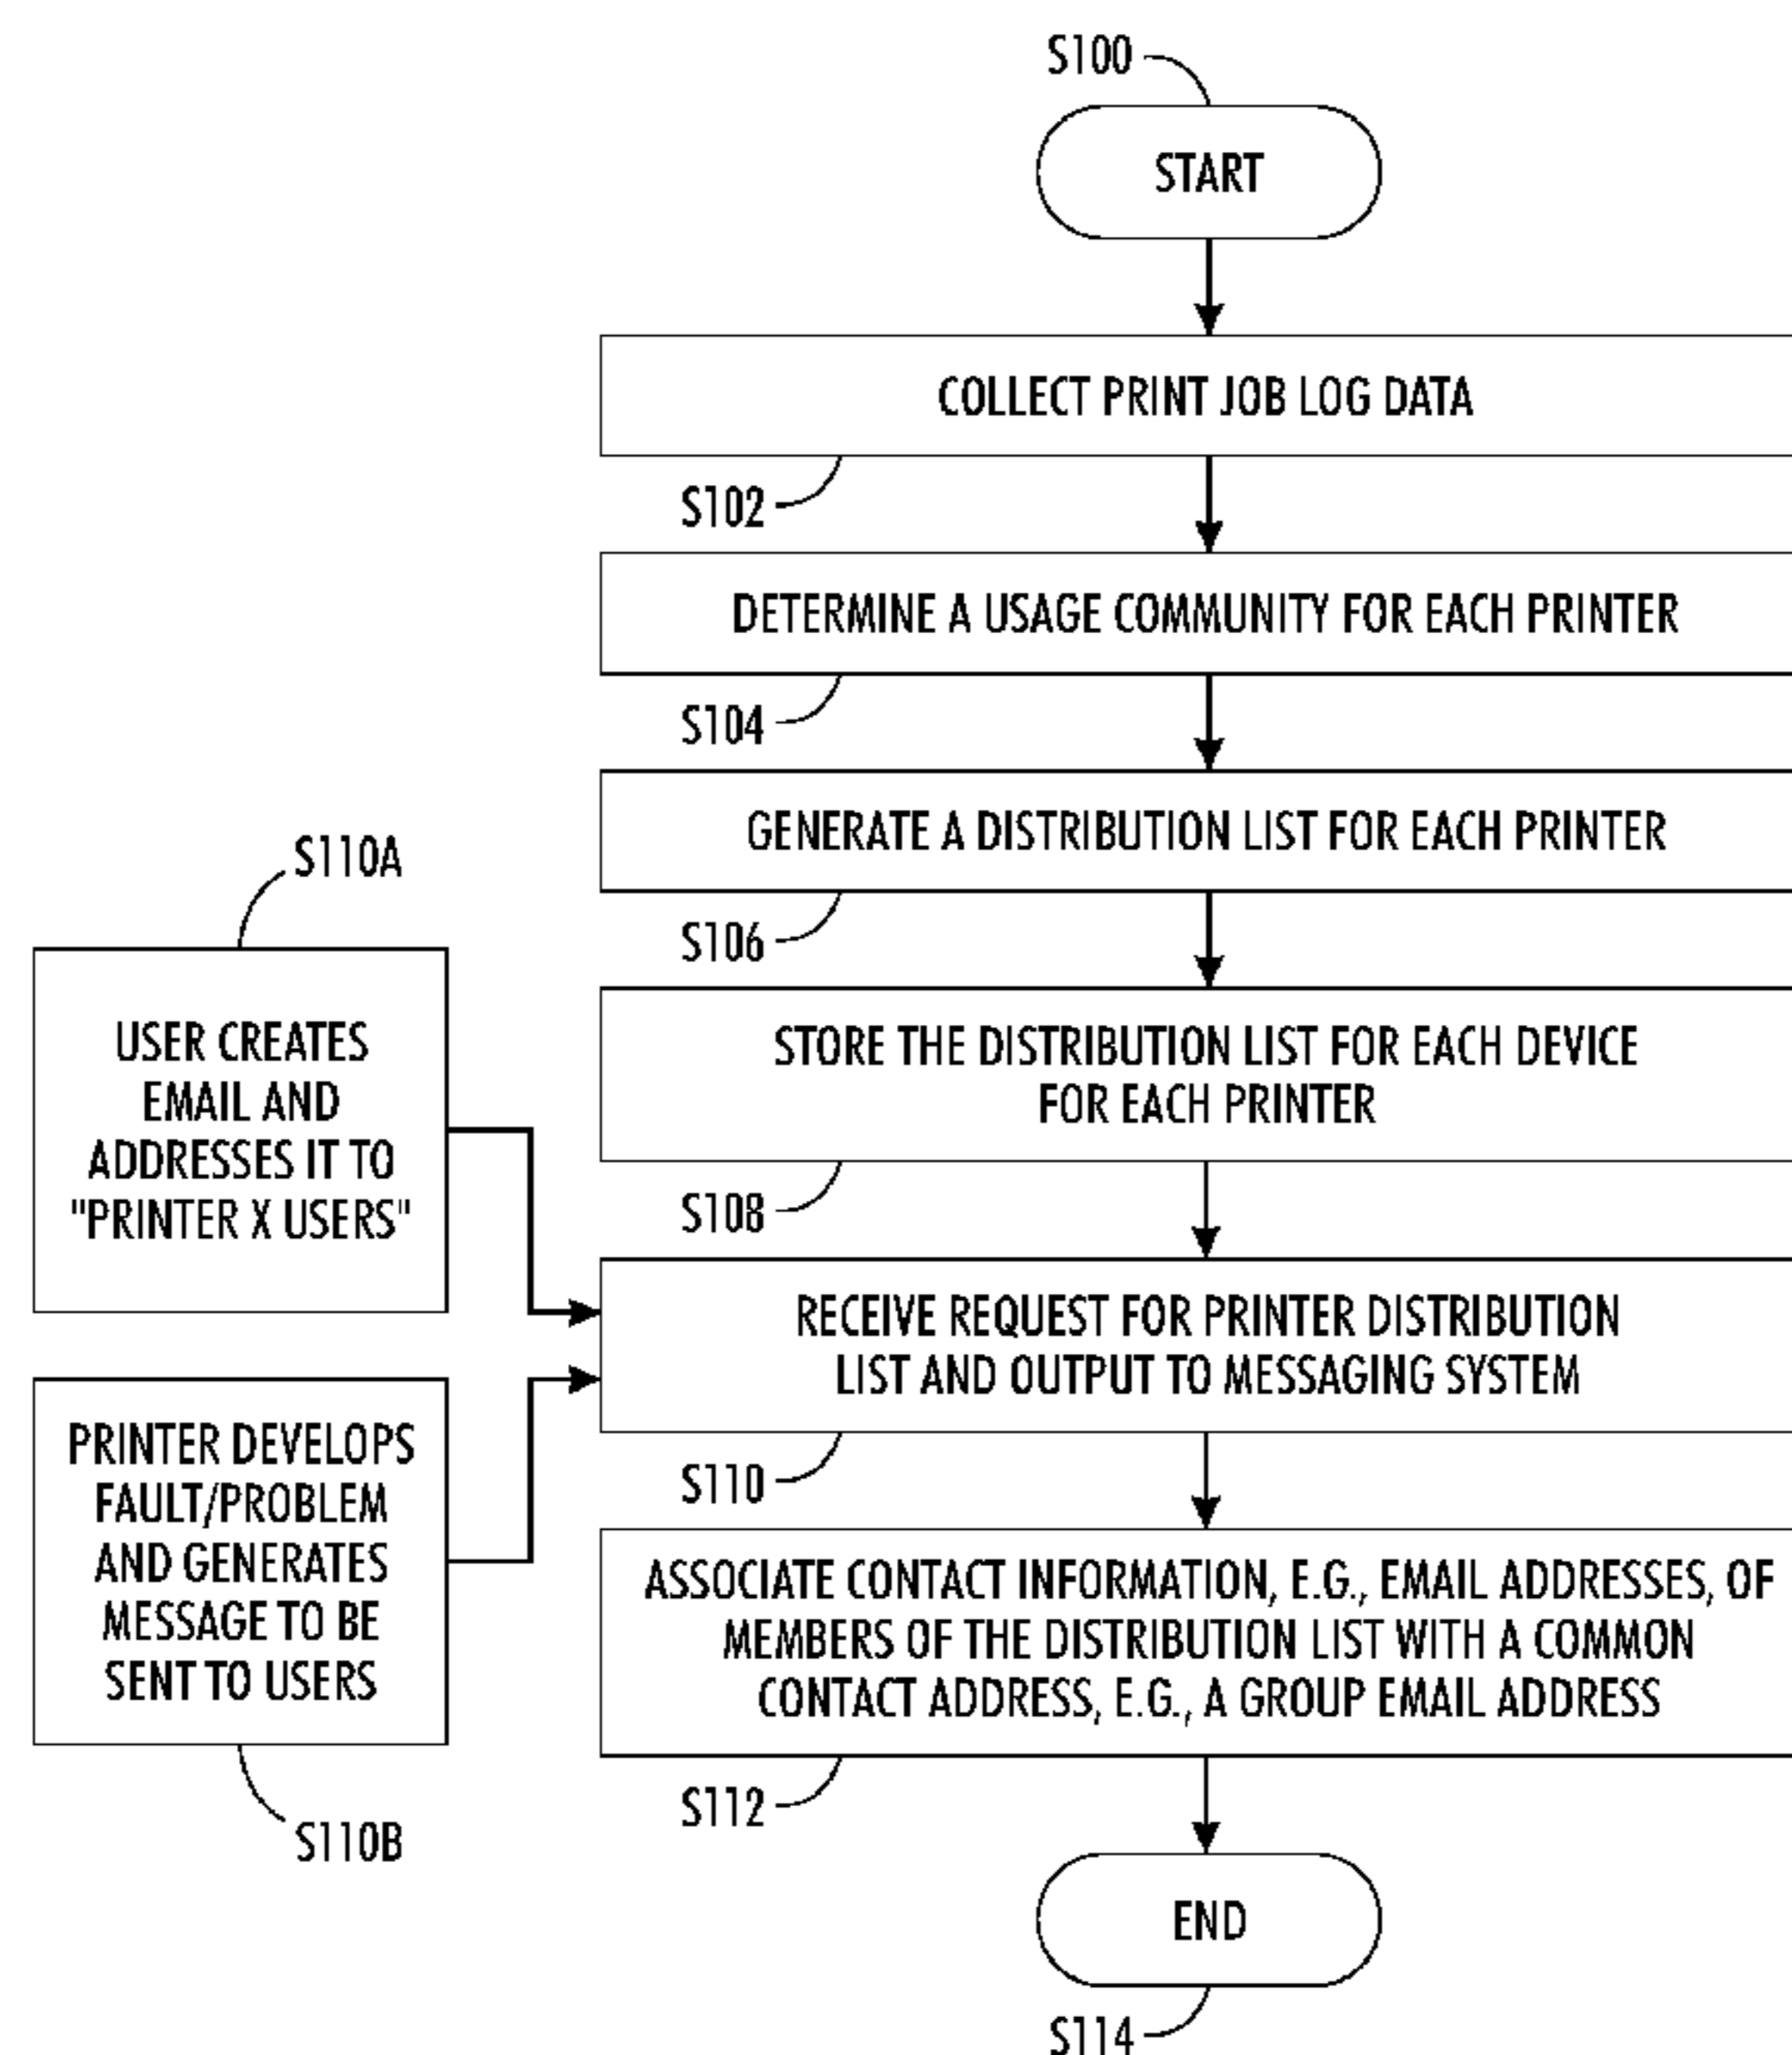 S100
START
COLLECT PRINT JOB LOG DATA
S102
DETERMINE A USAGE COMMUNITY FOR EACH PRINTER
S104
GENERATE A DISTRIBUTION LIST FOR EACH PRINTER
S106
STORE THE DISTRIBUTION LIST FOR EACH DEVICE
FOR EACH PRINTER
S108
S110A
USER CREATES
EMAIL AND
ADDRESSES IT TO
"PRINTER X USERS"
PRINTER DEVELOPS
FAULT/PROBLEM
AND GENERATES
MESSAGE TO BE
SENT TO USERS
S110B
RECEIVE REQUEST FOR PRINTER DISTRIBUTION
LIST AND OUTPUT TO MESSAGING SYSTEM
S110
ASSOCIATE CONTACT INFORMATION, E.G., EMAIL ADDRESSES, OF
MEMBERS OF THE DISTRIBUTION LIST WITH A COMMON
CONTACT ADDRESS, E.G., A GROUP EMAIL ADDRESS
S112
END
S114